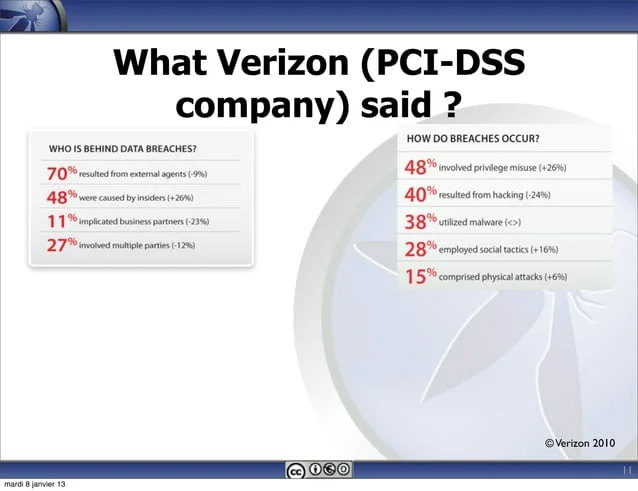 What Verizon (PCI-DSS
company) said ?
WHO IS BEHIND DATA BREACHES?
70% resulted from external agents (-9%)
48% were caused by insiders (+26%)
11% implicated business partners (-23%)
27% involved multiple parties (-12%)
HOW DO BREACHES OCCUR?
48% involved privilege misuse (+26%)
40% resulted from hacking (-24%)
38% utilized malware (<>)
28% employed social tactics (+16%)
15% comprised physical attacks (+6%)
© Verizon 2010
cc
11
mardi 8 janvier 13